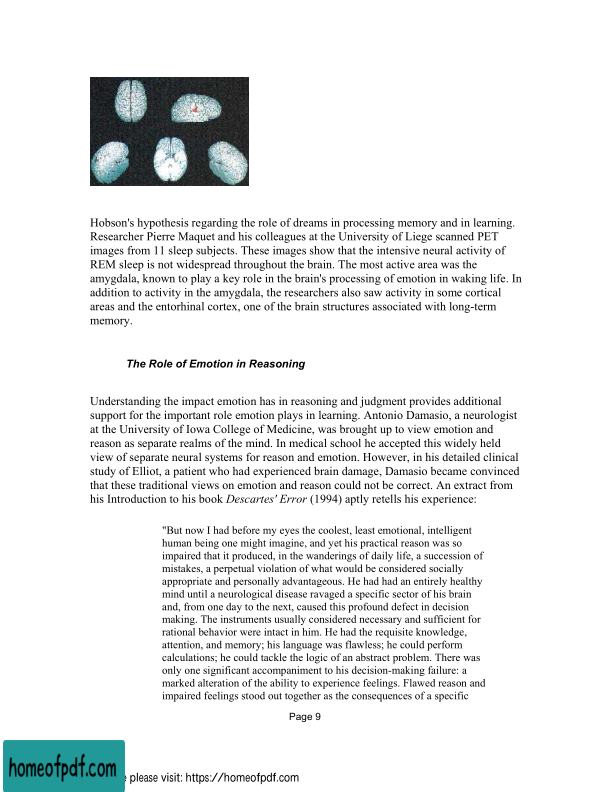 Hobson's hypothesis regarding the role of dreams in processing memory and in learning.
Researcher Pierre Maquet and his colleagues at the University of Liege scanned PET
images from 11 sleep subjects. These images show that the intensive neural activity of
REM sleep is not widespread throughout the brain. The most active area was the
amygdala, known to play a key role in the brain's processing of emotion in waking life. In
addition to activity in the amygdala, the researchers also saw activity in some cortical
areas and the entorhinal cortex, one of the brain structures associated with long-term
memory.
The Role of Emotion in Reasoning
Understanding the impact emotion has in reasoning and judgment provides additional
support for the important role emotion plays in learning. Antonio Damasio, a neurologist
at the University of Iowa College of Medicine, was brought up to view emotion and
reason as separate realms of the mind. In medical school he accepted this widely held
view of separate neural systems for reason and emotion. However, in his detailed clinical
study of Elliot, a patient who had experienced brain damage, Damasio became convinced
that these traditional views on emotion and reason could not be correct. An extract from
his Introduction to his book Descartes' Error (1994) aptly retells his experience:
"But now I had before my eyes the coolest, least emotional, intelligent
human being one might imagine, and yet his practical reason was so
impaired that it produced, in the wanderings of daily life, a succession of
mistakes, a perpetual violation of what would be considered socially
appropriate and personally advantageous. He had had an entirely healthy
mind until a neurological disease ravaged a specific sector of his brain
and, from one day to the next, caused this profound defect in decision
making. The instruments usually considered necessary and sufficient for
rational behavior were intact in him. He had the requisite knowledge,
attention, and memory; his language was flawless; he could perform
calculations; he could tackle the logic of an abstract problem. There was
only one significant accompaniment to his decision-making failure: a
marked alteration of the ability to experience feelings. Flawed reason and
impaired feelings stood out together as the consequences of a specific
Page 9
homeofpdf.com
please visit: https://homeofpdf.com